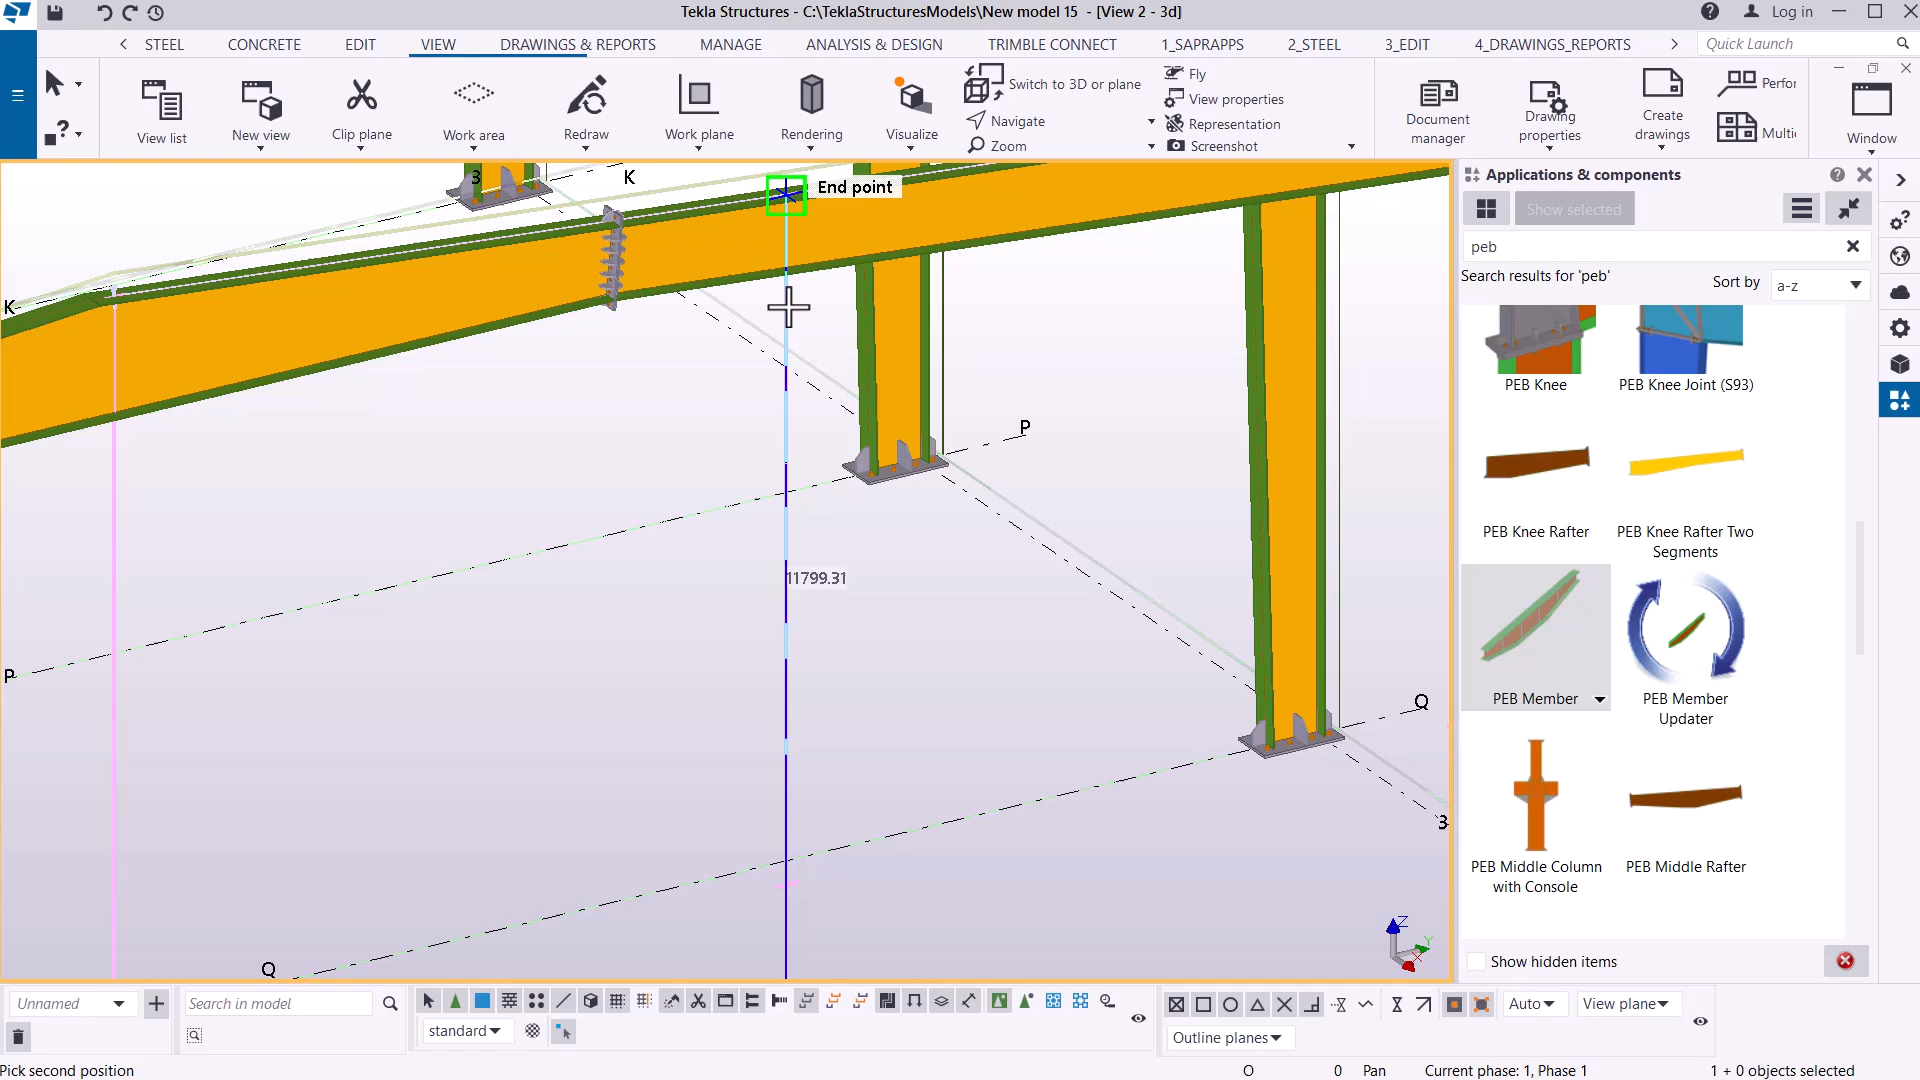 Tekla Structures - C:\TeklaStructuresModels\New model 15 - [View 2 - 3d]
Log in
STEEL CONCRETE EDIT VIEW DRAWINGS & REPORTS MANAGE ANALYSIS & DESIGN TRIMBLE CONNECT 1_SAPRAPPS 2_STEEL 3_EDIT 4_DRAWINGS_REPORTS
Quick Launch
View list
New view
Clip plane
Work area
Redraw
Work plane
Rendering
Visualize
Switch to 3D or plane
Navigate
Zoom
Fly
View properties
Representation
Screenshot
Document
manager
Drawing
properties
Create
drawings
Perfor
Multi
Window
3
K
End point
K
P
11799.31
P
Q
3
Q
Z
Y
X
Applications & components
Show selected
peb
Search results for 'peb'
Sort by
a-z
PEB Knee
PEB Knee Joint (S93)
PEB Knee Rafter
PEB Knee Rafter Two
Segments
PEB Member
PEB Member
Updater
PEB Middle Column
with Console
PEB Middle Rafter
Show hidden items
Unnamed
Search in model
standard
Auto
View plane
Outline planes
Pick second position
O
0
Pan
Current phase: 1, Phase 1
1 + 0 objects selected